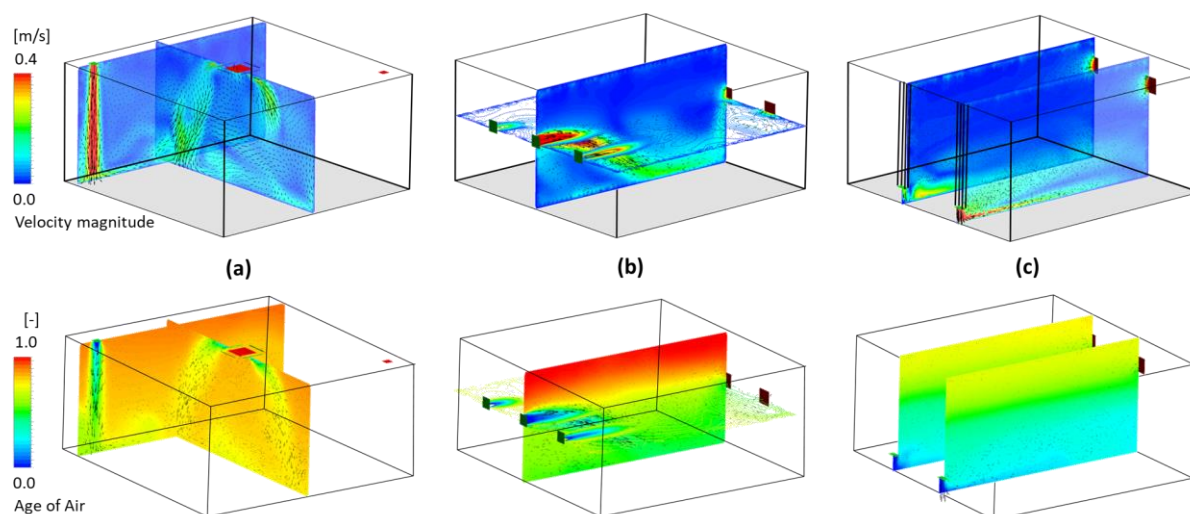 [m/s]
0.4
0.0
Velocity magnitude
(a)
(b)
(c)
[-]
1.0
0.0
Age of Air